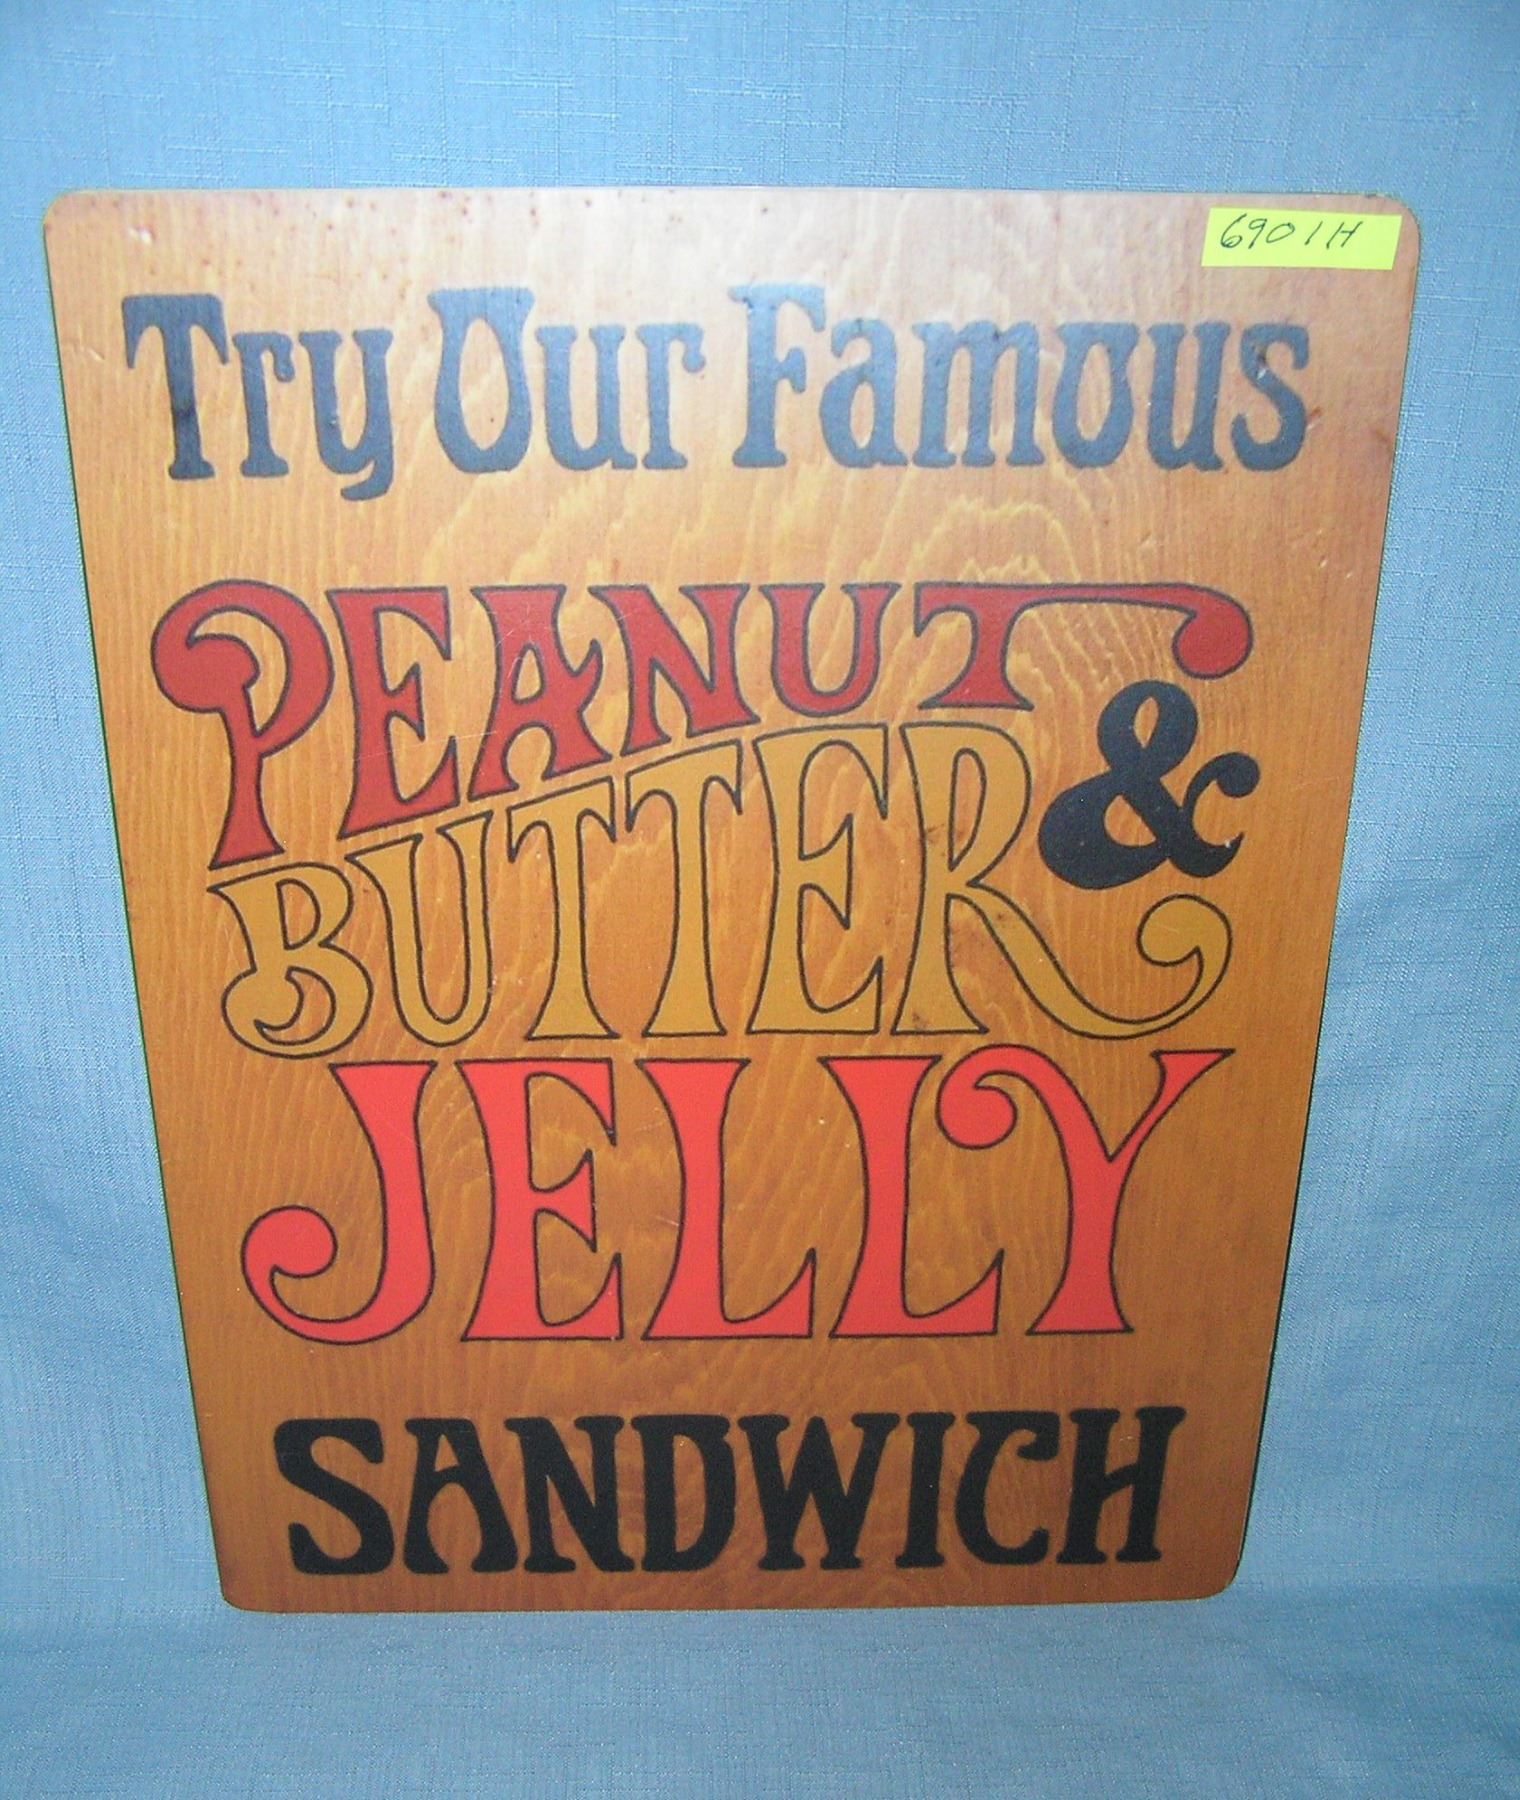 6901H
Try Our Famous
PEANUT
BUTTER &
JELLY
SANDWICH